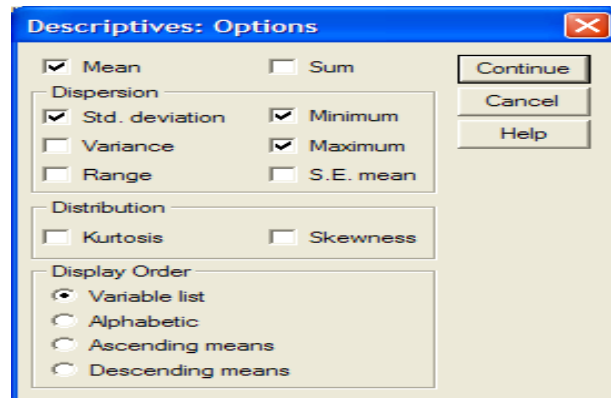 Descriptives: Options
Mean Sum Continue
Dispersion Cancel
Std. deviation Minimum Help
Variance Maximum
Range S.E. mean
Distribution
Kurtosis Skewness
Display Order
Variable list
Alphabetic
Ascending means
Descending means